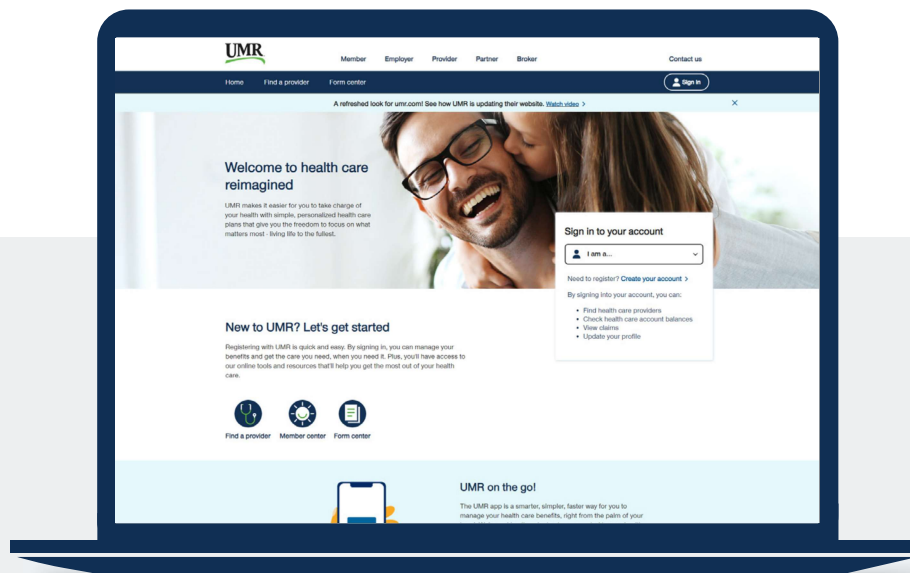 UMR
Member Employer Provider Partner Broker Contact us
Home Find a provider Form center Sign in
A refreshed look for umr.com! See how UMR is updating their website. Watch video >
Welcome to health care
reimagined
UMR makes it easier for you to take charge of
your health with simple, personalized health care
plans that give you the freedom to focus on what
matters most - living life to the fullest.
Sign in to your account
I am a...
Need to register? Create your account >
By signing into your account, you can:
• Find health care providers
• Check health care account balances
• View claims
• Update your profile
New to UMR? Let's get started
Registering with UMR is quick and easy. By signing in, you can manage your
benefits and get the care you need, when you need it. Plus, you'll have access to
our online tools and resources that'll help you get the most out of your health
care.
Find a provider Member center Form center
UMR on the go!
The UMR app is a smarter, simpler, faster way for you to
manage your health care benefits, right from the palm of your